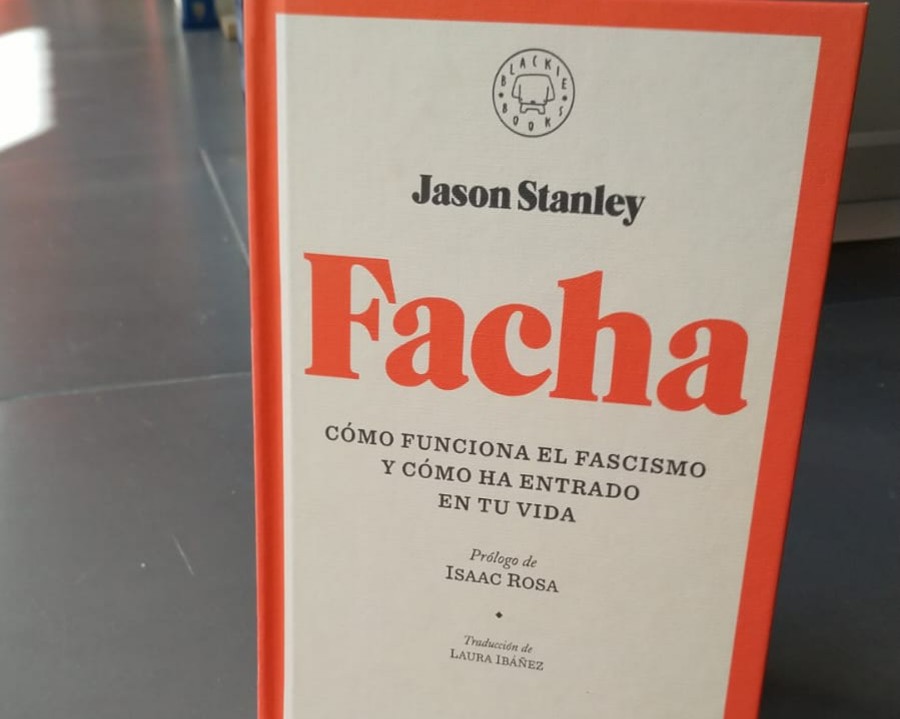 BLACKIE BOOKS
Jason Stanley
Facha
CÓMO FUNCIONA EL FASCISMO
Y CÓMO HA ENTRADO
EN TU VIDA
Prólogo de
ISAAC ROSA
Traducción de
LAURA IBÁÑEZ